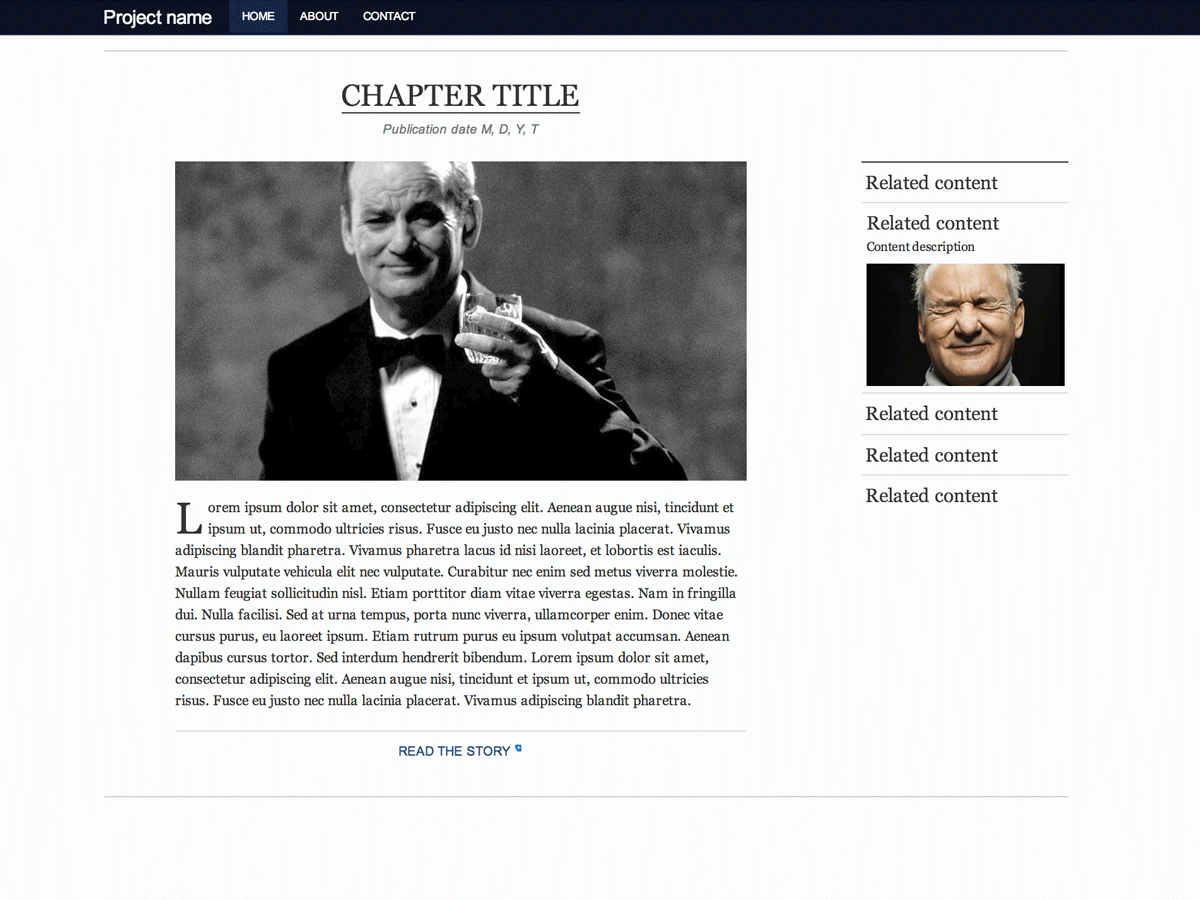 Project name
HOME ABOUT CONTACT
CHAPTER TITLE
Publication date M, D, Y, T
Lorem ipsum dolor sit amet, consectetur adipiscing elit. Aenean augue nisi, tincidunt et
ipsum ut, commodo ultricies risus. Fusce eu justo nec nulla lacinia placerat. Vivamus
adipiscing blandit pharetra. Vivamus pharetra lacus id nisi laoreet, et lobortis est iaculis.
Mauris vulputate vehicula elit nec vulputate. Curabitur nec enim sed metus viverra molestie.
Nullam feugiat sollicitudin nisl. Etiam porttitor diam vitae viverra egestas. Nam in fringilla
dui. Nulla facilisi. Sed at urna tempus, porta nunc viverra, ullamcorper enim. Donec vitae
cursus purus, eu laoreet ipsum. Etiam rutrum purus eu ipsum volutpat accumsan. Aenean
dapibus cursus tortor. Sed interdum hendrerit bibendum. Lorem ipsum dolor sit amet,
consectetur adipiscing elit. Aenean augue nisi, tincidunt et ipsum ut, commodo ultricies
risus. Fusce eu justo nec nulla lacinia placerat. Vivamus adipiscing blandit pharetra.
READ THE STORY
Related content
Related content
Content description
Related content
Related content
Related content